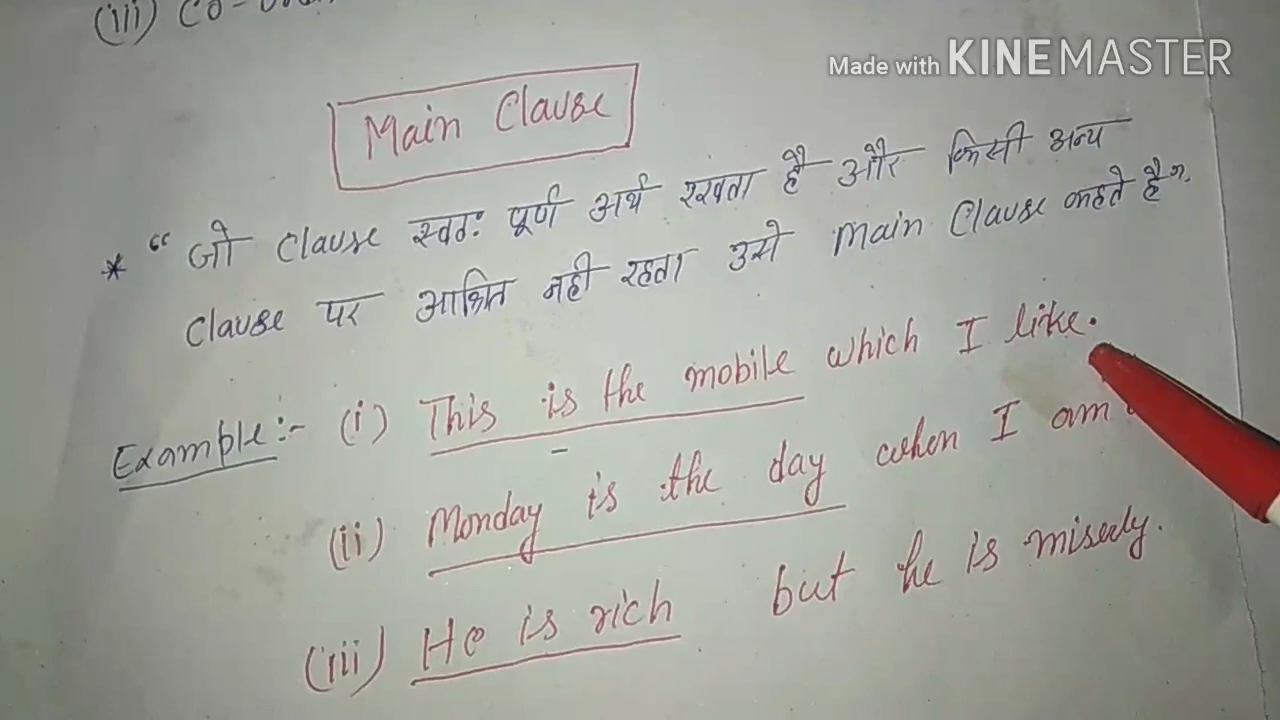 (iii) Co-
Made with KINEMASTER
Main Clause
* “ जो Clause स्वतः पूर्ण अर्थ रखता है और किसी अन्य
Clause पर आश्रित नही रहता उसे Main Clause कहते है”.
Example:- (i) This is the mobile which I like.
(ii) Monday is the day when I am
(iii) He is rich but he is miserly.